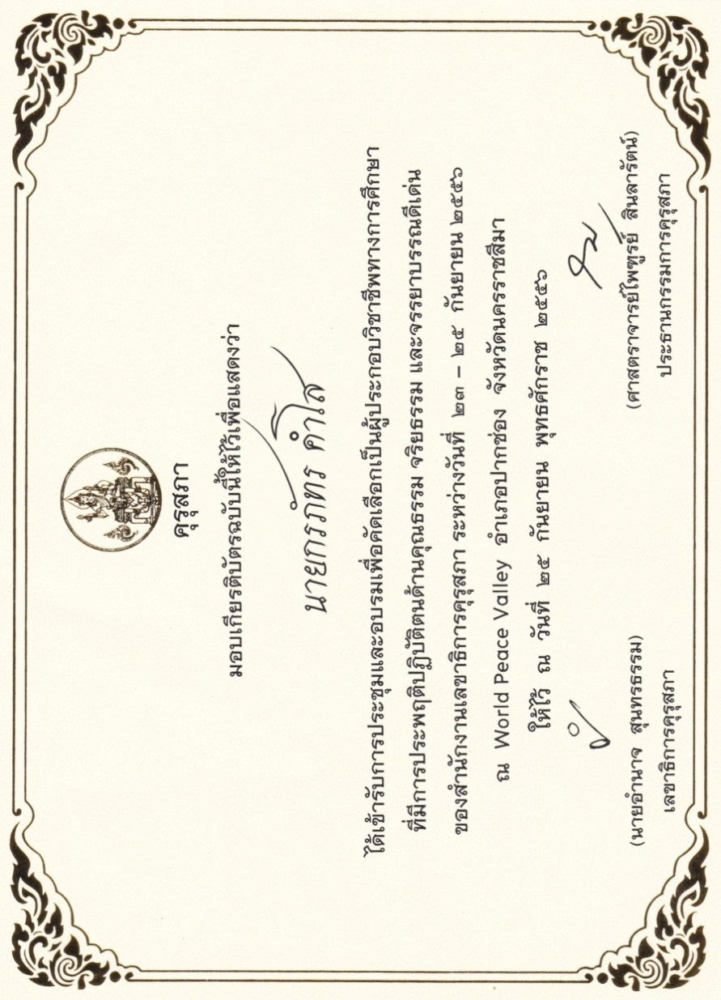 คุรุสภา
มอบเกียรติบัตรฉบับนี้ให้ไว้เพื่อแสดงว่า
นายกรภัทร คำใส
ได้เข้ารับการประชุมและอบรมเพื่อคัดเลือกเป็นผู้ประกอบวิชาชีพทางการศึกษา
ที่มีการประพฤติปฏิบัติตนด้านคุณธรรม จริยธรรม และจรรยาบรรณดีเด่น
ของสำนักงานเลขาธิการคุรุสภา ระหว่างวันที่ ๒๓ – ๒๕ กันยายน ๒๕๕๖
ณ World Peace Valley อำเภอปากช่อง จังหวัดนครราชสีมา
ให้ไว้ ณ วันที่ ๒๕ กันยายน พุทธศักราช ๒๕๕๖
(นายอำนาจ สุนทรธรรม)
เลขาธิการคุรุสภา
(ศาสตราจารย์ไพฑูรย์ สินลารัตน์)
ประธานกรรมการคุรุสภา